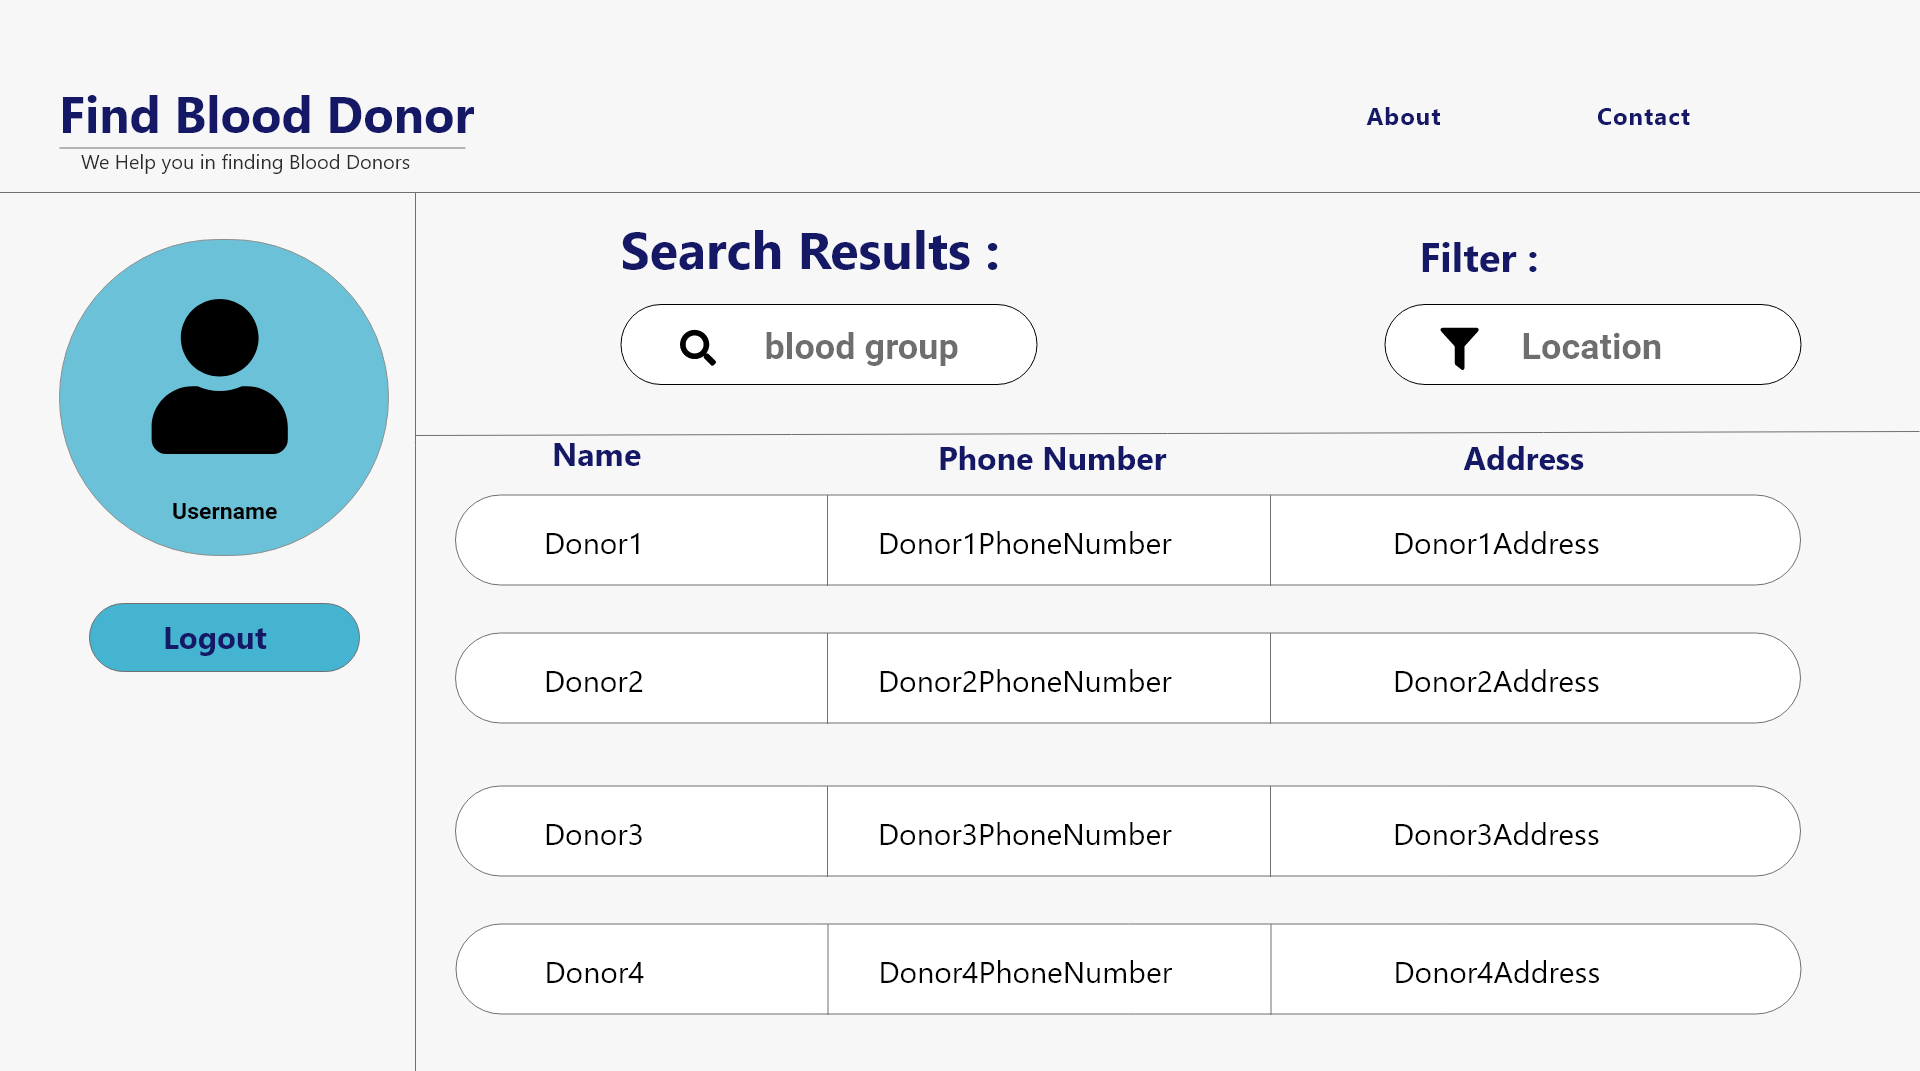 Find Blood Donor
We Help you in finding Blood Donors
About
Contact
Username
Logout
Search Results :
blood group
Filter :
Location
Name
Phone Number
Address
Donor1
Donor1PhoneNumber
Donor1Address
Donor2
Donor2PhoneNumber
Donor2Address
Donor3
Donor3PhoneNumber
Donor3Address
Donor4
Donor4PhoneNumber
Donor4Address